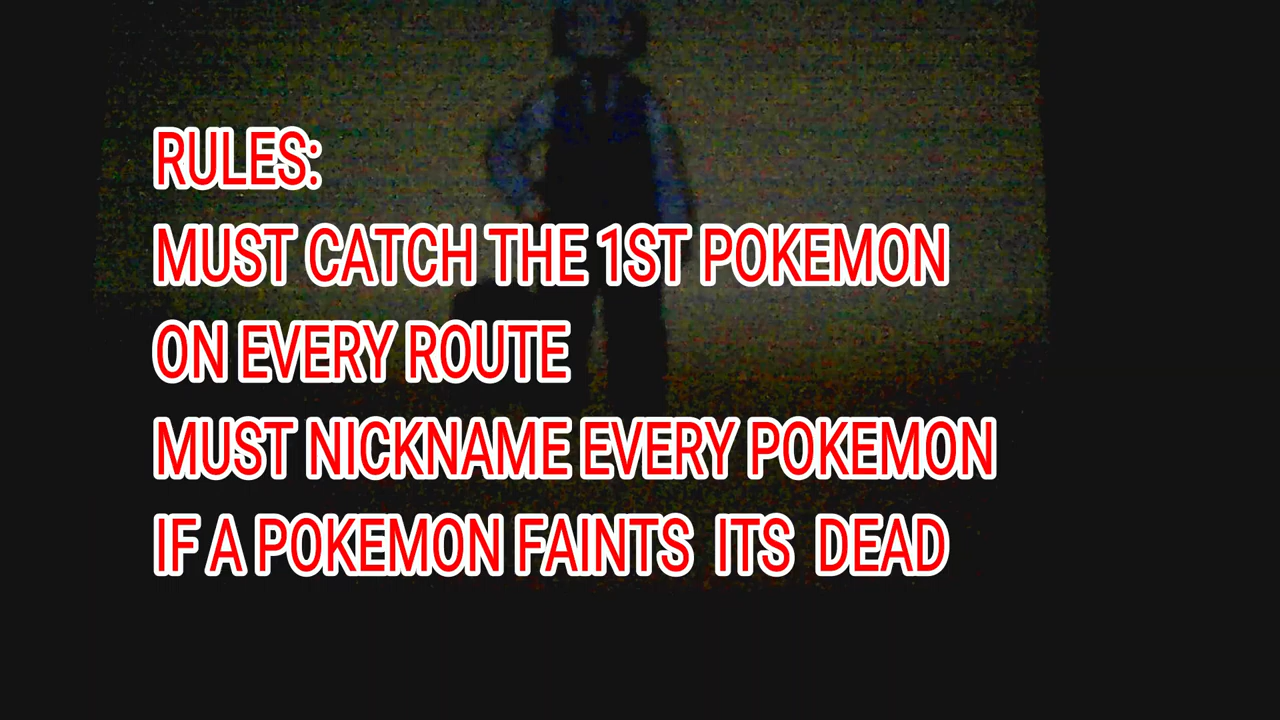 RULES:
MUST CATCH THE 1ST POKEMON
ON EVERY ROUTE
MUST NICKNAME EVERY POKEMON
IF A POKEMON FAINTS ITS DEAD